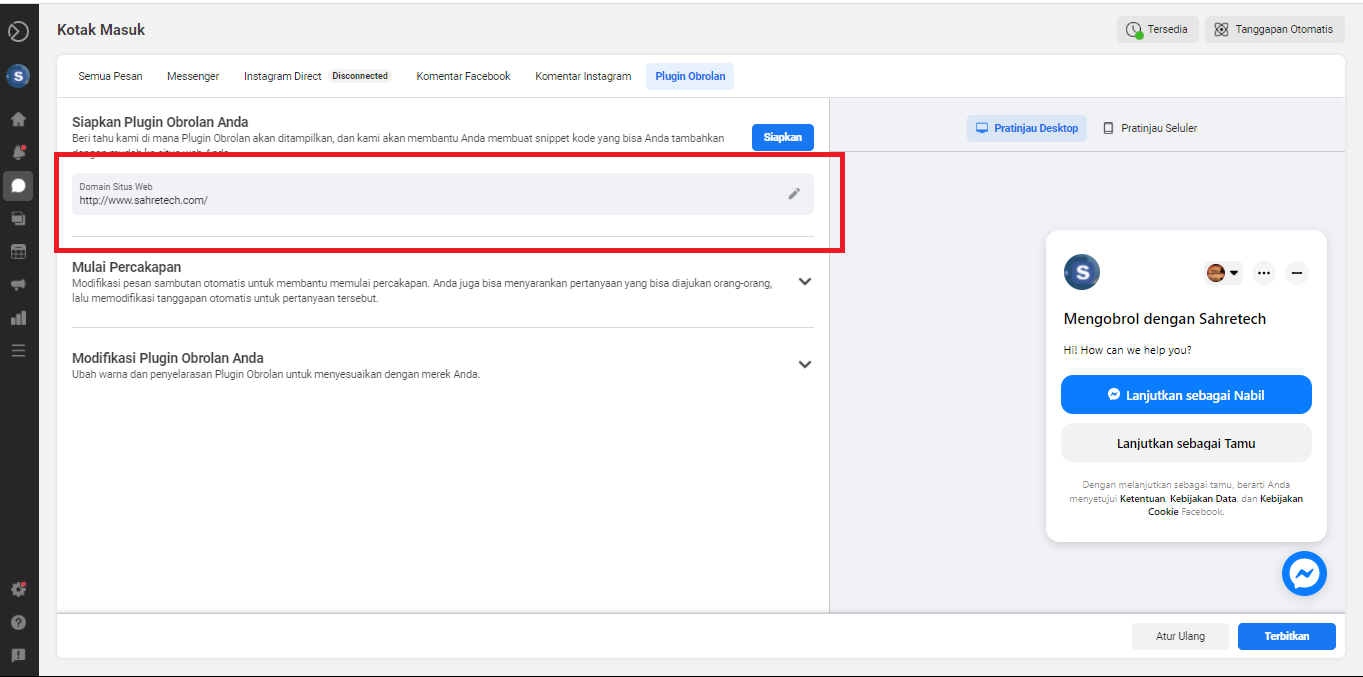 Kotak Masuk
Tersedia
Tanggapan Otomatis
Semua Pesan
Messenger
Instagram Direct
Disconnected
Komentar Facebook
Komentar Instagram
Plugin Obrolan
Siapkan Plugin Obrolan Anda
Beri tahu kami di mana Plugin Obrolan akan ditampilkan, dan kami akan membantu Anda membuat snippet kode yang bisa Anda tambahkan
dengan mudah ke situs web Anda.
Siapkan
Domain Situs Web
http://www.sahretech.com/
Mulai Percakapan
Modifikasi pesan sambutan otomatis untuk membantu memulai percakapan. Anda juga bisa menyarankan pertanyaan yang bisa diajukan orang-orang,
lalu memodifikasi tanggapan otomatis untuk pertanyaan tersebut.
Modifikasi Plugin Obrolan Anda
Ubah warna dan penyelarasan Plugin Obrolan untuk menyesuaikan dengan merek Anda.
Pratinjau Desktop
Pratinjau Seluler
S
S
Mengobrol dengan Sahretech
Hi! How can we help you?
Lanjutkan sebagai Nabil
Lanjutkan sebagai Tamu
Dengan melanjutkan sebagai tamu, berarti Anda
menyetujui Ketentuan, Kebijakan Data, dan Kebijakan
Cookie Facebook.
Atur Ulang
Terbitkan